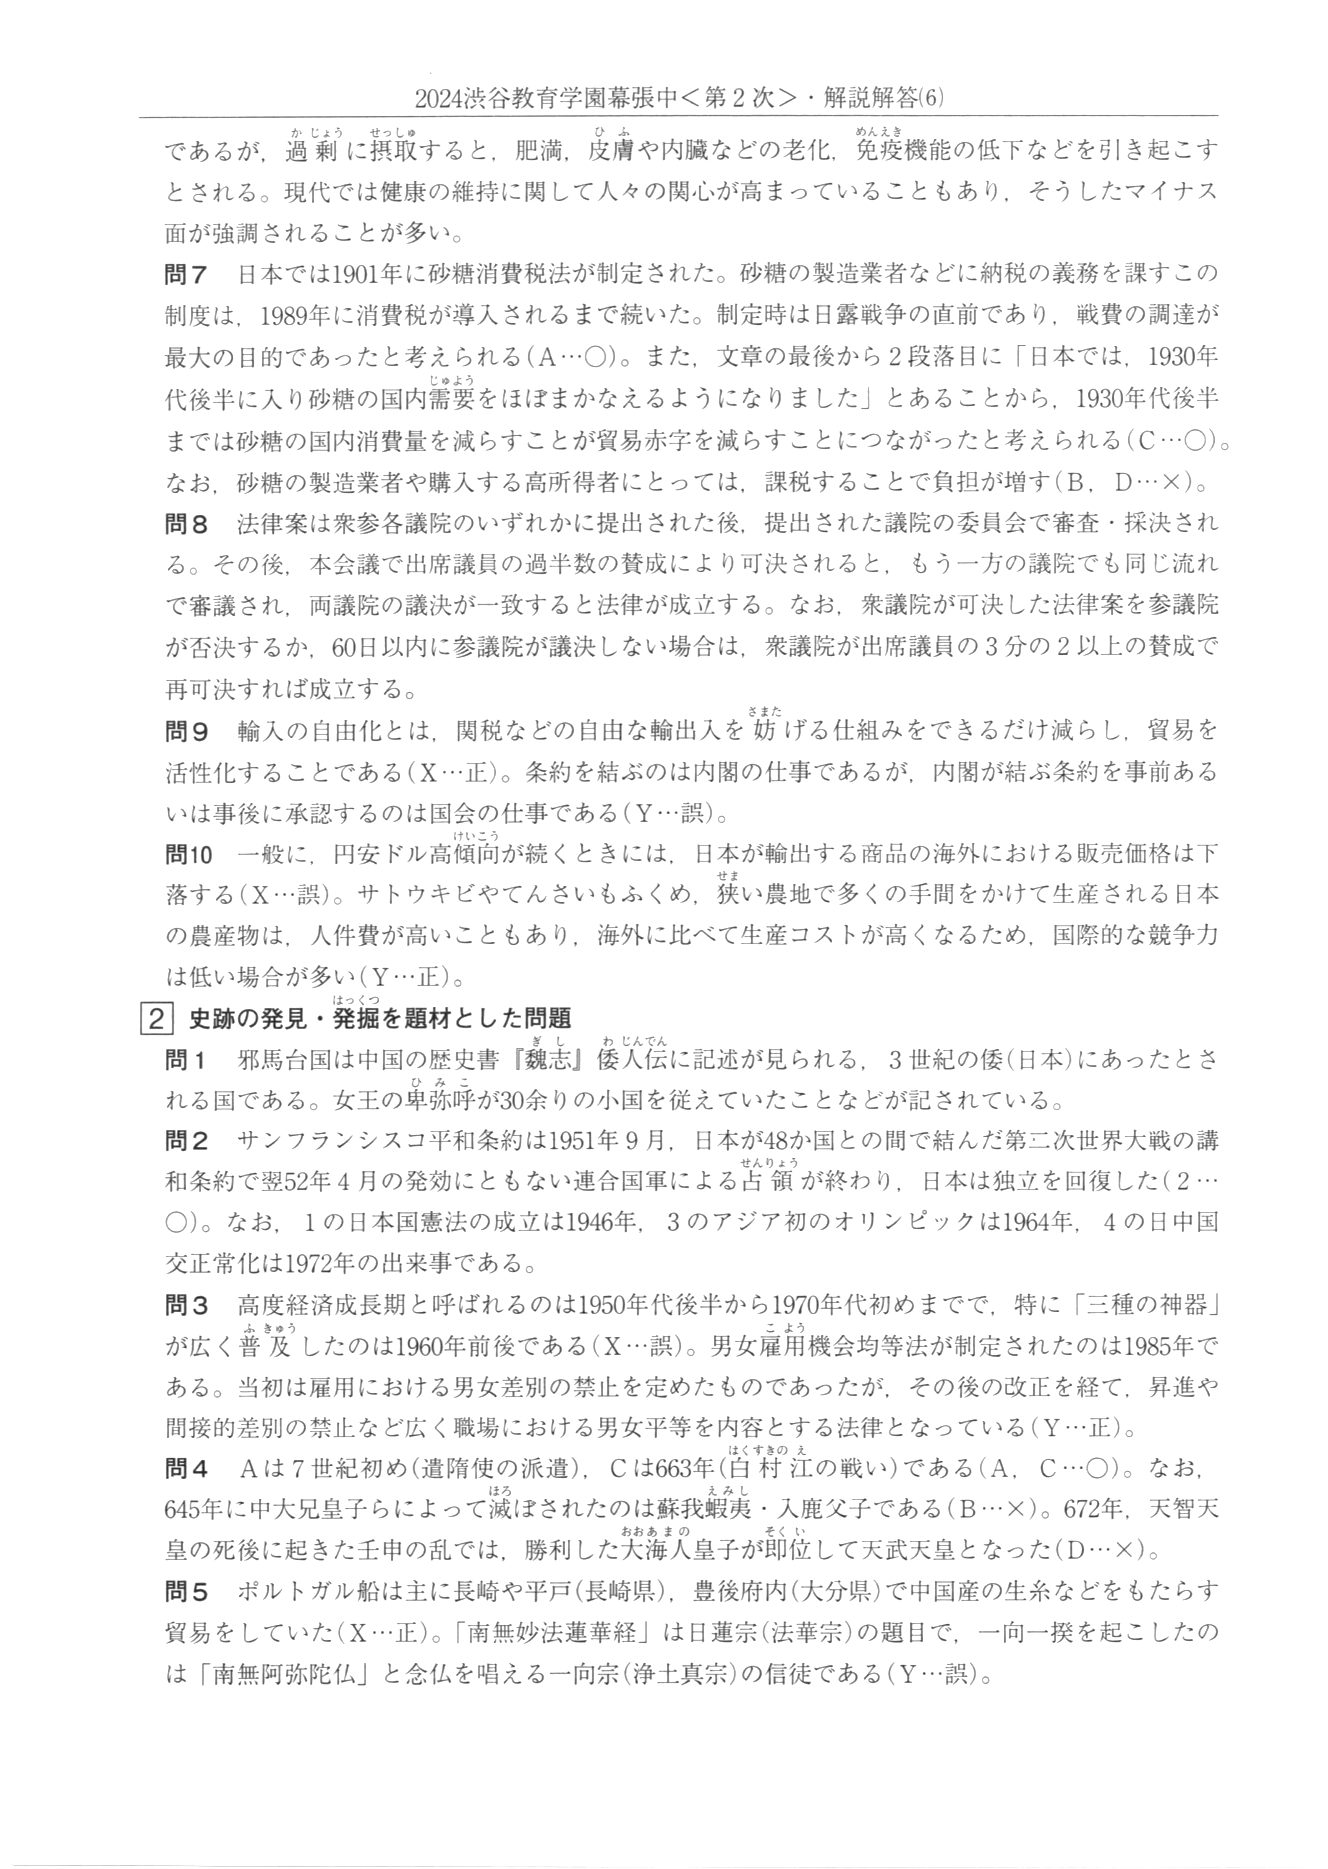 2024渋谷教育学園幕張中＜第２次＞・解説解答(6)
であるが，過剰に摂取すると，肥満，皮膚や内臓などの老化，免疫機能の低下などを引き起こす
とされる。現代では健康の維持に関して人々の関心が高まっていることもあり，そうしたマイナス
面が強調されることが多い。
問７　日本では1901年に砂糖消費税法が制定された。砂糖の製造業者などに納税の義務を課すこの
制度は，1989年に消費税が導入されるまで続いた。制定時は日露戦争の直前であり，戦費の調達が
最大の目的であったと考えられる(Ａ…○)。また，文章の最後から２段落目に「日本では，1930年
代後半に入り砂糖の国内需要をほぼまかなえるようになりました」とあることから，1930年代後半
までは砂糖の国内消費量を減らすことが貿易赤字を減らすことにつながったと考えられる(Ｃ…○)。
なお，砂糖の製造業者や購入する高所得者にとっては，課税することで負担が増す(Ｂ，Ｄ…×)。
問８　法律案は衆参各議院のいずれかに提出された後，提出された議院の委員会で審査・採決され
る。その後，本会議で出席議員の過半数の賛成により可決されると，もう一方の議院でも同じ流れ
で審議され，両議院の議決が一致すると法律が成立する。なお，衆議院が可決した法律案を参議院
が否決するか，60日以内に参議院が議決しない場合は，衆議院が出席議員の３分の２以上の賛成で
再可決すれば成立する。
問９　輸入の自由化とは，関税などの自由な輸出入を妨げる仕組みをできるだけ減らし，貿易を
活性化することである(Ｘ…正)。条約を結ぶのは内閣の仕事であるが，内閣が結ぶ条約を事前ある
いは事後に承認するのは国会の仕事である(Ｙ…誤)。
問10　一般に，円安ドル高傾向が続くときには，日本が輸出する商品の海外における販売価格は下
落する(Ｘ…誤)。サトウキビやてんさいもふくめ，狭い農地で多くの手間をかけて生産される日本
の農産物は，人件費が高いこともあり，海外に比べて生産コストが高くなるため，国際的な競争力
は低い場合が多い(Ｙ…正)。
２　史跡の発見・発掘を題材とした問題
問１　邪馬台国は中国の歴史書『魏志』倭人伝に記述が見られる，３世紀の倭(日本)にあったとさ
れる国である。女王の卑弥呼が30余りの小国を従えていたことなどが記されている。
問２　サンフランシスコ平和条約は1951年９月，日本が48か国との間で結んだ第二次世界大戦の講
和条約で翌52年４月の発効にともない連合国軍による占領が終わり，日本は独立を回復した(２…
○)。なお，１の日本国憲法の成立は1946年，３のアジア初のオリンピックは1964年，４の日中国
交正常化は1972年の出来事である。
問３　高度経済成長期と呼ばれるのは1950年代後半から1970年代初めまでで，特に「三種の神器」
が広く普及したのは1960年前後である(Ｘ…誤)。男女雇用機会均等法が制定されたのは1985年で
ある。当初は雇用における男女差別の禁止を定めたものであったが，その後の改正を経て，昇進や
間接的差別の禁止など広く職場における男女平等を内容とする法律となっている(Ｙ…正)。
問４　Ａは７世紀初め(遣隋使の派遣)，Ｃは663年(白村江の戦い)である(Ａ，Ｃ…○)。なお，
645年に中大兄皇子らによって滅ぼされたのは蘇我蝦夷・入鹿父子である(Ｂ…×)。672年，天智天
皇の死後に起きた壬申の乱では，勝利した大海人皇子が即位して天武天皇となった(Ｄ…×)。
問５　ポルトガル船は主に長崎や平戸(長崎県)，豊後府内(大分県)で中国産の生糸などをもたらす
貿易をしていた(Ｘ…正)。「南無妙法蓮華経」は日蓮宗(法華宗)の題目で，一向一揆を起こしたの
は「南無阿弥陀仏」と念仏を唱える一向宗(浄土真宗)の信徒である(Ｙ…誤)。